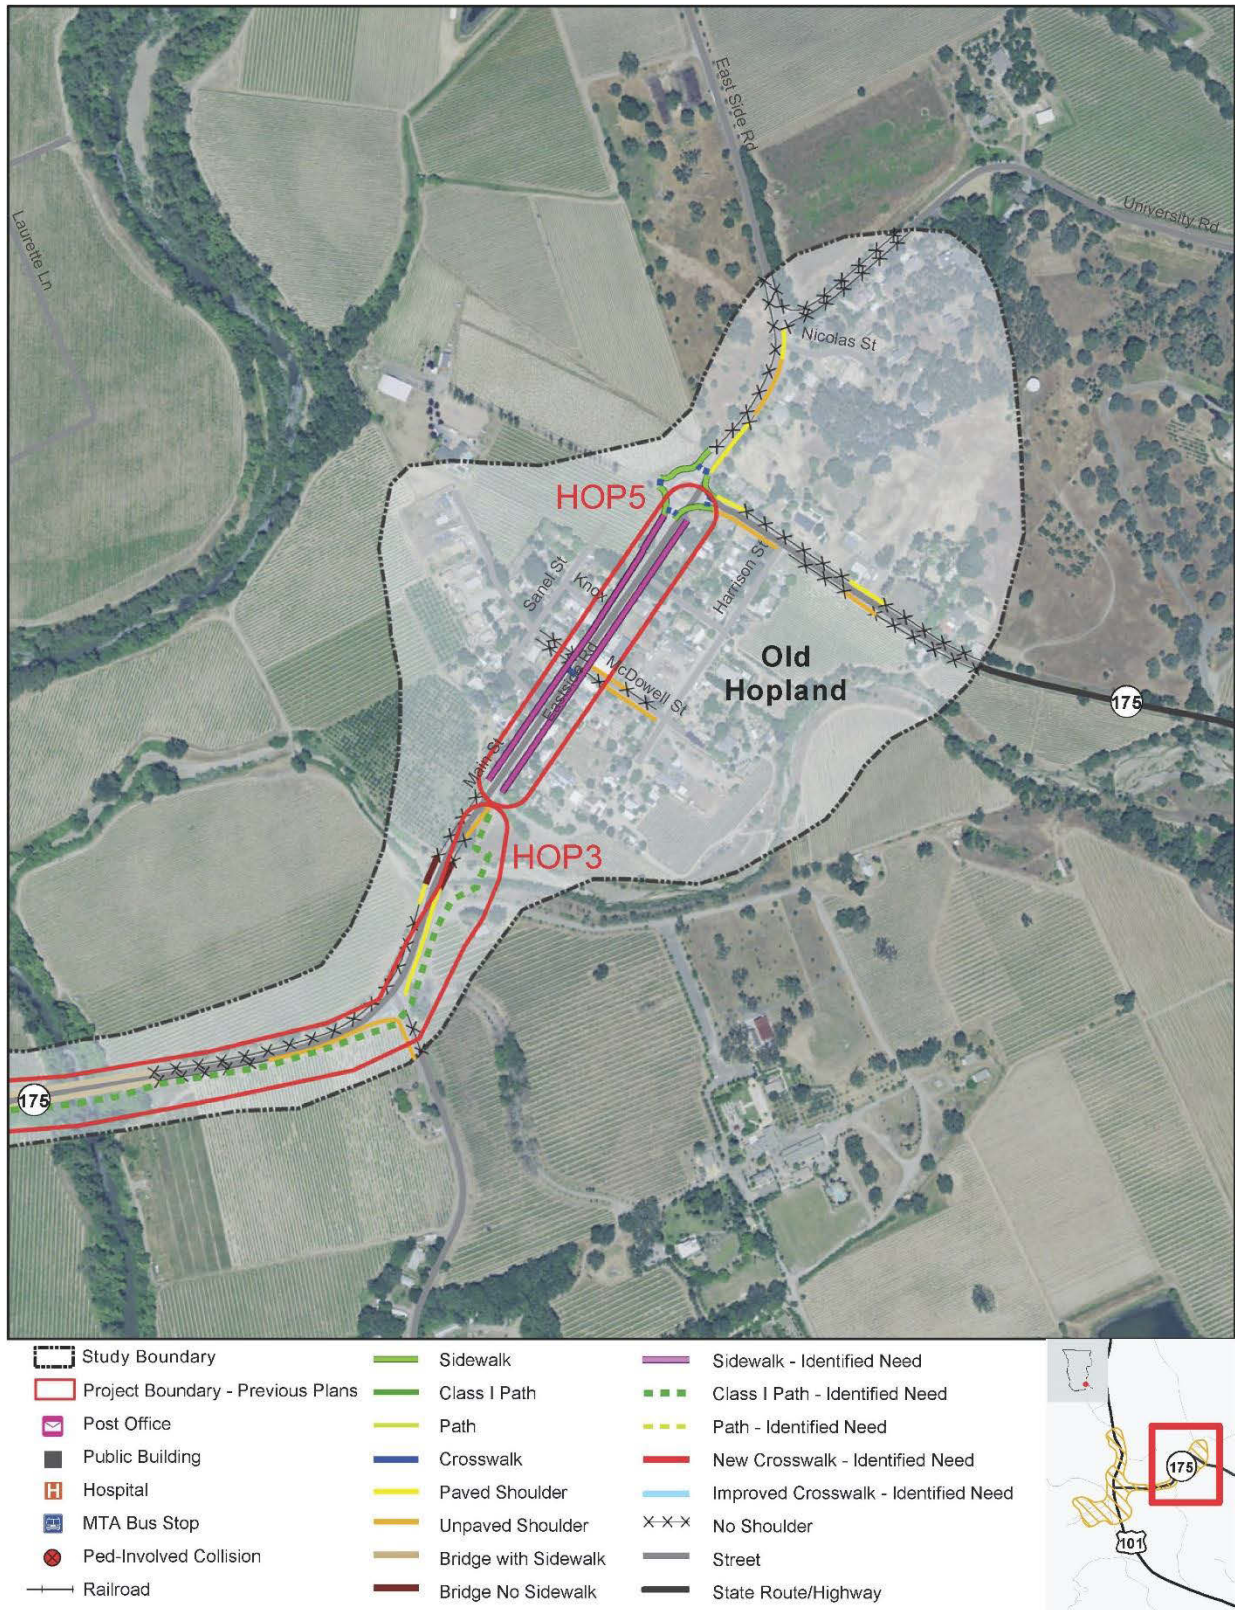 East Side Rd
University Rd
Laurette Ln
Nicolas St
HOP5
Sanel St
Knox
Harrison St
Eastside Rd
McDowell St
Old
Hopland
175
Main St
HOP3
175
Study Boundary
Project Boundary - Previous Plans
Post Office
Public Building
H Hospital
MTA Bus Stop
Ped-Involved Collision
Railroad
Sidewalk
Class I Path
Path
Crosswalk
Paved Shoulder
Unpaved Shoulder
Bridge with Sidewalk
Bridge No Sidewalk
Sidewalk - Identified Need
Class I Path - Identified Need
Path - Identified Need
New Crosswalk - Identified Need
Improved Crosswalk - Identified Need
No Shoulder
Street
State Route/Highway
175
101